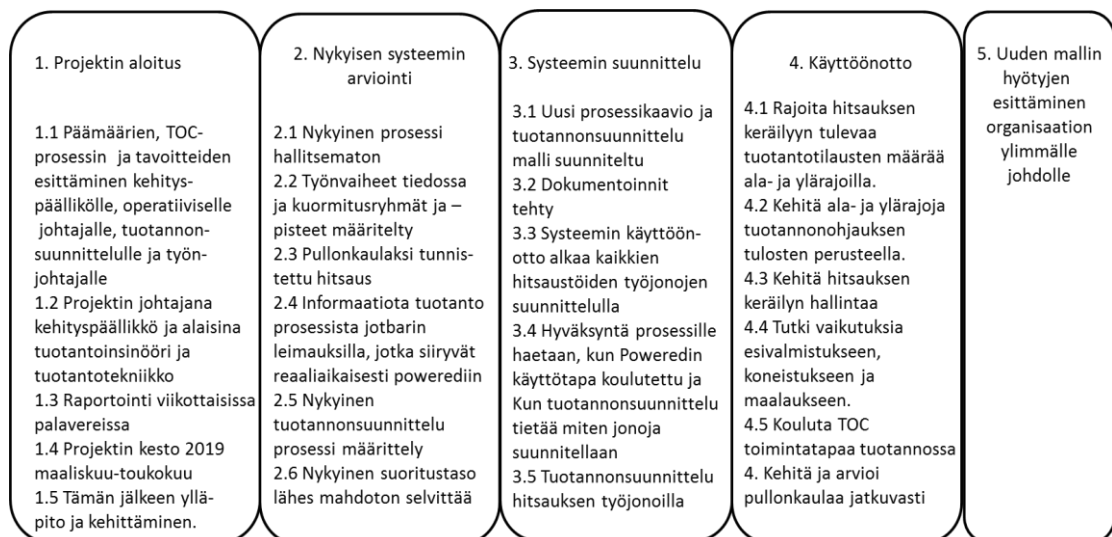 1. Projektin aloitus
1.1 Päämäärien, TOC-
prosessin ja tavoitteiden
esittäminen kehitys-
päällikölle, operatiiviselle
johtajalle, tuotannon-
suunnittelulle ja työn-
johtajalle
1.2 Projektin johtajana
kehityspäällikkö ja alaisina
tuotantoinsinööri ja
tuotantotekniikko
1.3 Raportointi viikottaisissa
palavereissa
1.4 Projektin kesto 2019
maaliskuu-toukokuu
1.5 Tämän jälkeen yllä-
pito ja kehittäminen.
2. Nykyisen systeemin
arviointi
2.1 Nykyinen prosessi
hallitsematon
2.2 Työnvaiheet tiedossa
ja kuormitusryhmät ja –
pisteet määritelty
2.3 Pullonkaulaksi tunnis-
tettu hitsaus
2.4 Informaatiota tuotanto
prosessista jotbarin
leimauksilla, jotka siiryvät
reaaliaikaisesti powerediin
2.5 Nykyinen
tuotannonsuunnittelu
prosessi määrittely
2.6 Nykyinen suoritustaso
lähes mahdoton selvittää
3. Systeemin suunnittelu
3.1 Uusi prosessikaavio ja
tuotannonsuunnittelu
malli suunniteltu
3.2 Dokumentoinnit
tehty
3.3 Systeemin käyttöön-
otto alkaa kaikkien
hitsaustöiden työjonojen
suunnittelulla
3.4 Hyväksyntä prosessille
haetaan, kun Poweredin
käyttötapa koulutettu ja
Kun tuotannonsuunnittelu
tietää miten jonoja
suunnitellaan
3.5 Tuotannonsuunnittelu
hitsauksen työjonoilla
4. Käyttöönotto
4.1 Rajoita hitsauksen
keräilyyn tulevaa
tuotantotilausten määrää
ala- ja ylärajoilla.
4.2 Kehitä ala- ja ylärajoja
tuotannonohjauksen
tulosten perusteella.
4.3 Kehitä hitsauksen
keräilyn hallintaa
4.4 Tutki vaikutuksia
esivalmistukseen,
koneistukseen ja
maalaukseen.
4.5 Kouluta TOC
toimintatapaa tuotannossa
4. Kehitä ja arvioi
pullonkaulaa jatkuvasti
5. Uuden mallin
hyötyjen
esittäminen
organisaation
ylimmälle
johdolle